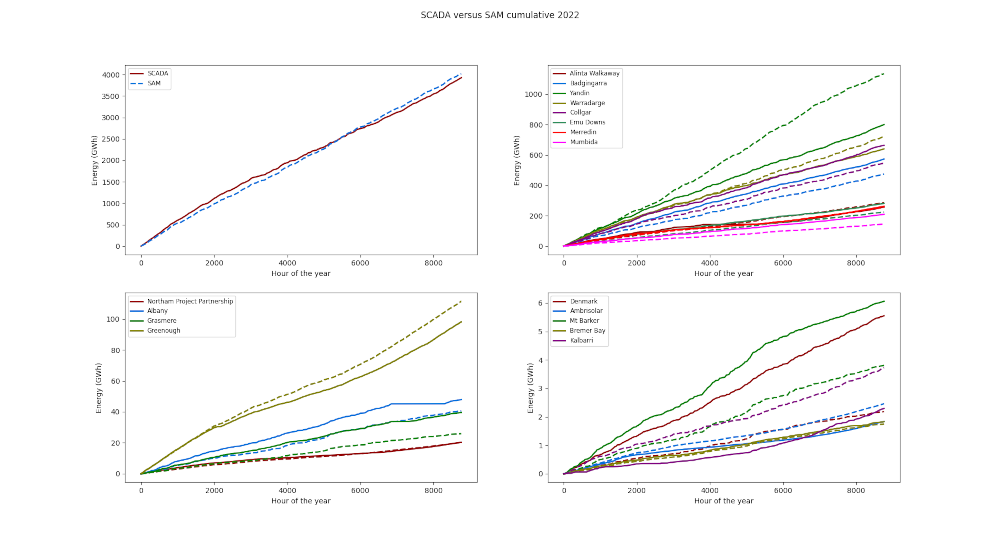 SCADA versus SAM cumulative 2022
SCADA
SAM
4000
3500
3000
2500
2000
1500
1000
500
0
Energy (GWh)
0
2000
4000
6000
8000
Hour of the year
Alinta Walkaway
Badgingarra
Yandin
Warradarge
Collgar
Emu Downs
Merredin
Mumbida
1000
800
600
400
200
0
Energy (GWh)
0
2000
4000
6000
8000
Hour of the year
Northam Project Partnership
Albany
Grasmere
Greenough
100
80
60
40
20
0
Energy (GWh)
0
2000
4000
6000
8000
Hour of the year
Denmark
Ambrisolar
Mt Barker
Bremer Bay
Kalbarri
6
5
4
3
2
1
0
Energy (GWh)
0
2000
4000
6000
8000
Hour of the year